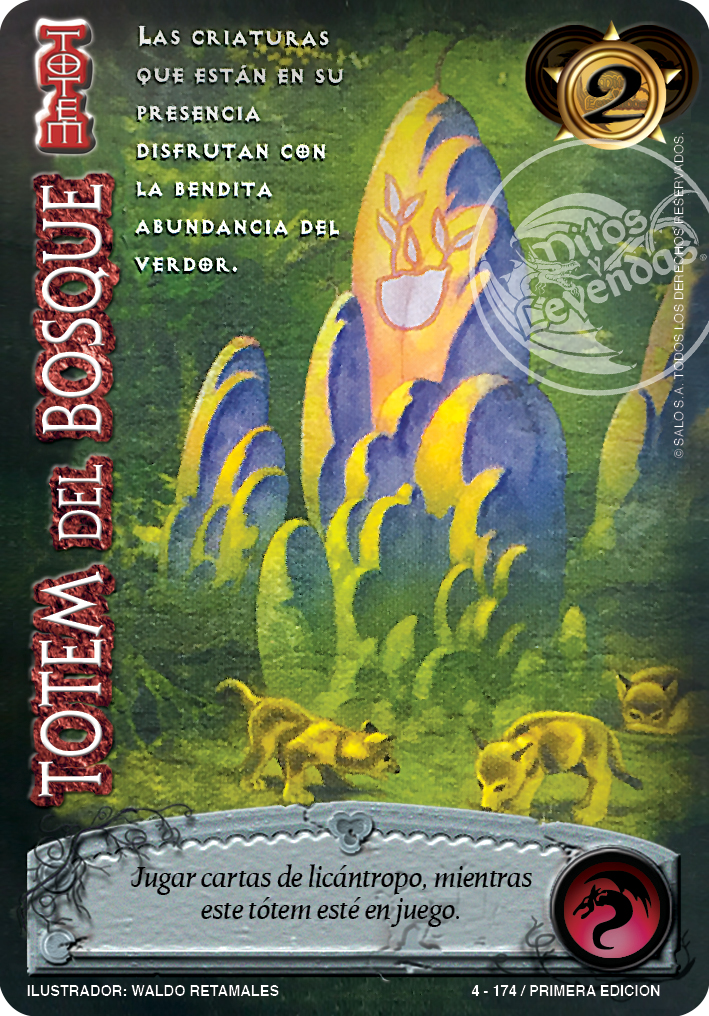 TOTEM
LAS CRIATURAS
QUE ESTÁN EN SU
PRESENCIA
DISFRUTAN CON
LA BENDITA
ABUNDANCIA DEL
VERDOR.
2
TOTEM DEL BOSQUE
Mitos
y
Leyendas
®
© SALO S.A. TODOS LOS DERECHOS RESERVADOS.
Jugar cartas de licántropo, mientras
este tótem esté en juego.
ILUSTRADOR: WALDO RETAMALES
4 - 174 / PRIMERA EDICION